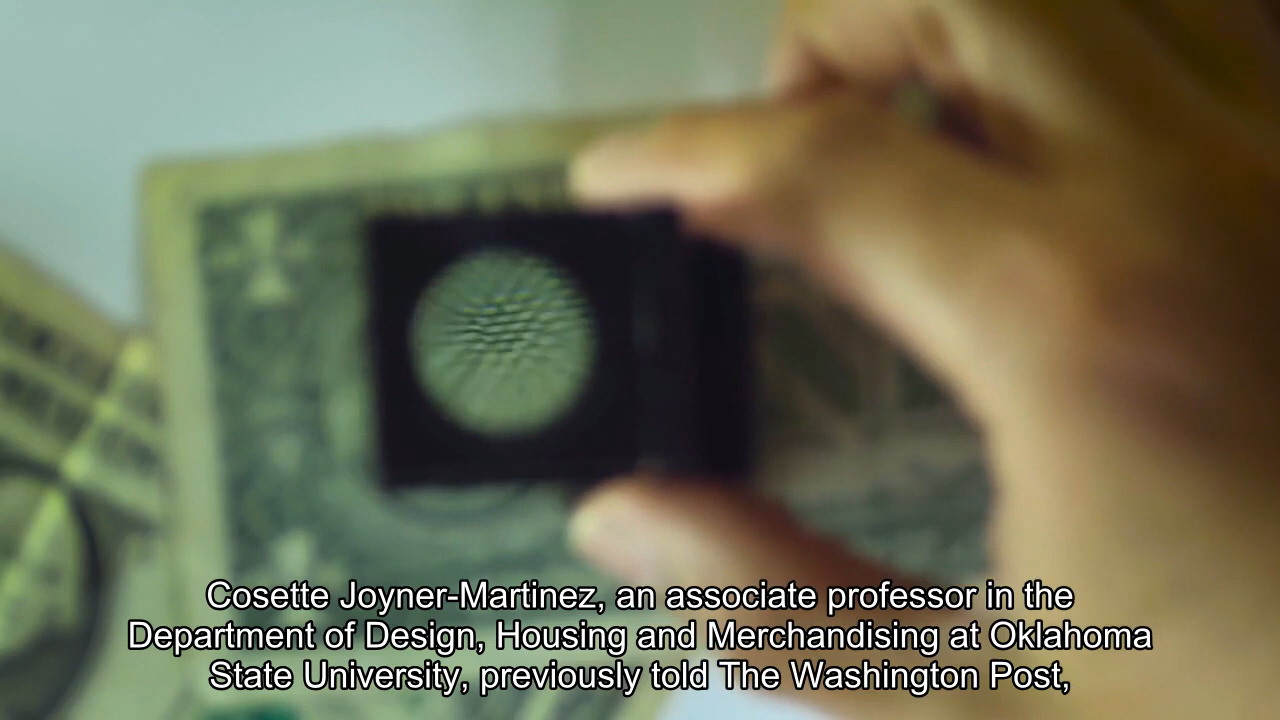 Cosette Joyner-Martinez, an associate professor in the
Department of Design, Housing and Merchandising at Oklahoma
State University, previously told The Washington Post,